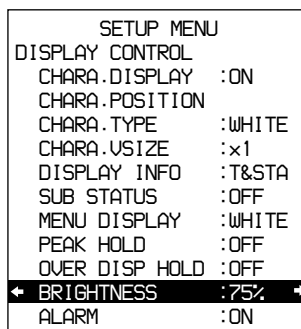 SETUP MENU
DISPLAY CONTROL
CHARA.DISPLAY :ON
CHARA.POSITION
CHARA.TYPE :WHITE
CHARA.VSIZE :×1
DISPLAY INFO :T&STA
SUB STATUS :OFF
MENU DISPLAY :WHITE
PEAK HOLD :OFF
OVER DISP HOLD :OFF
BRIGHTNESS :75%
ALARM :ON